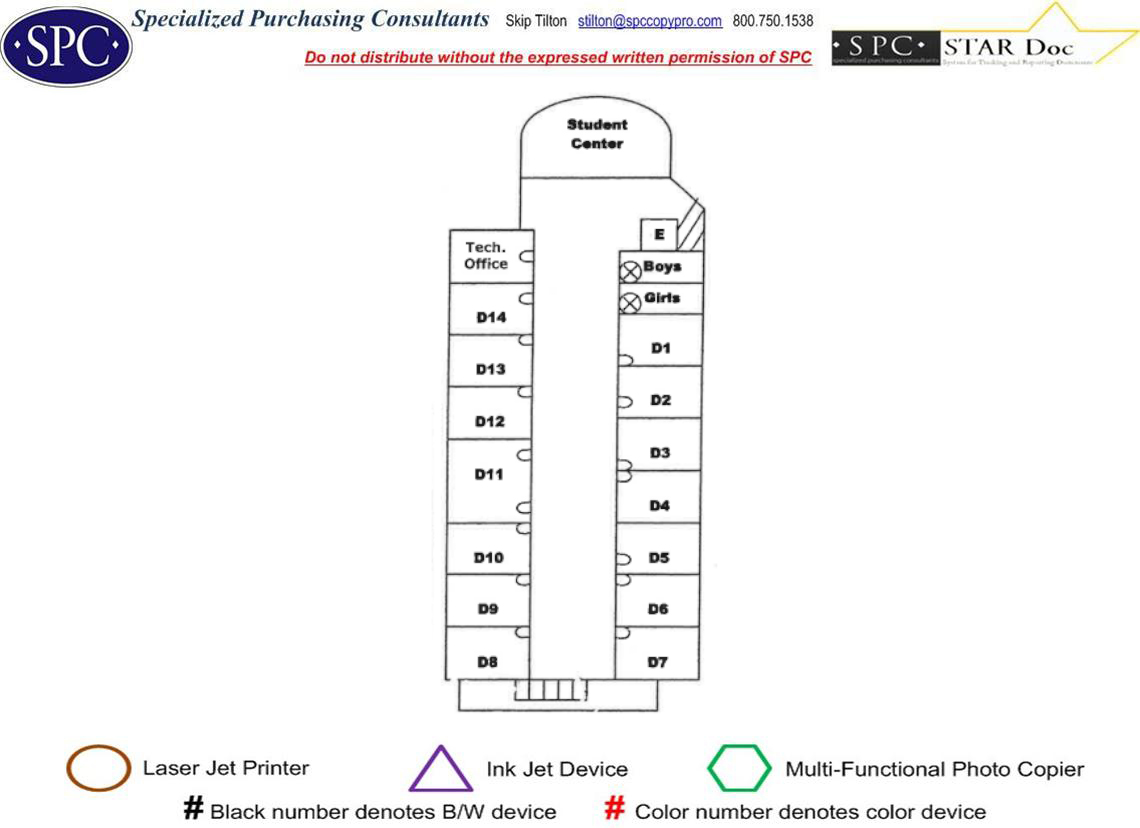 Specialized Purchasing Consultants Skip Tilton stilton@spccopypro.com 800.750.1538
·SPC·
Do not distribute without the expressed written permission of SPC
·SPC· STAR Doc
specialized purchasing consultants System for Tracking and Reporting Documents
Student
Center
E
Tech.
Office
Boys
Girls
D14
D1
D13
D2
D12
D3
D11
D4
D10
D5
D9
D6
D8
D7
Laser Jet Printer
Ink Jet Device
Multi-Functional Photo Copier
# Black number denotes B/W device
# Color number denotes color device